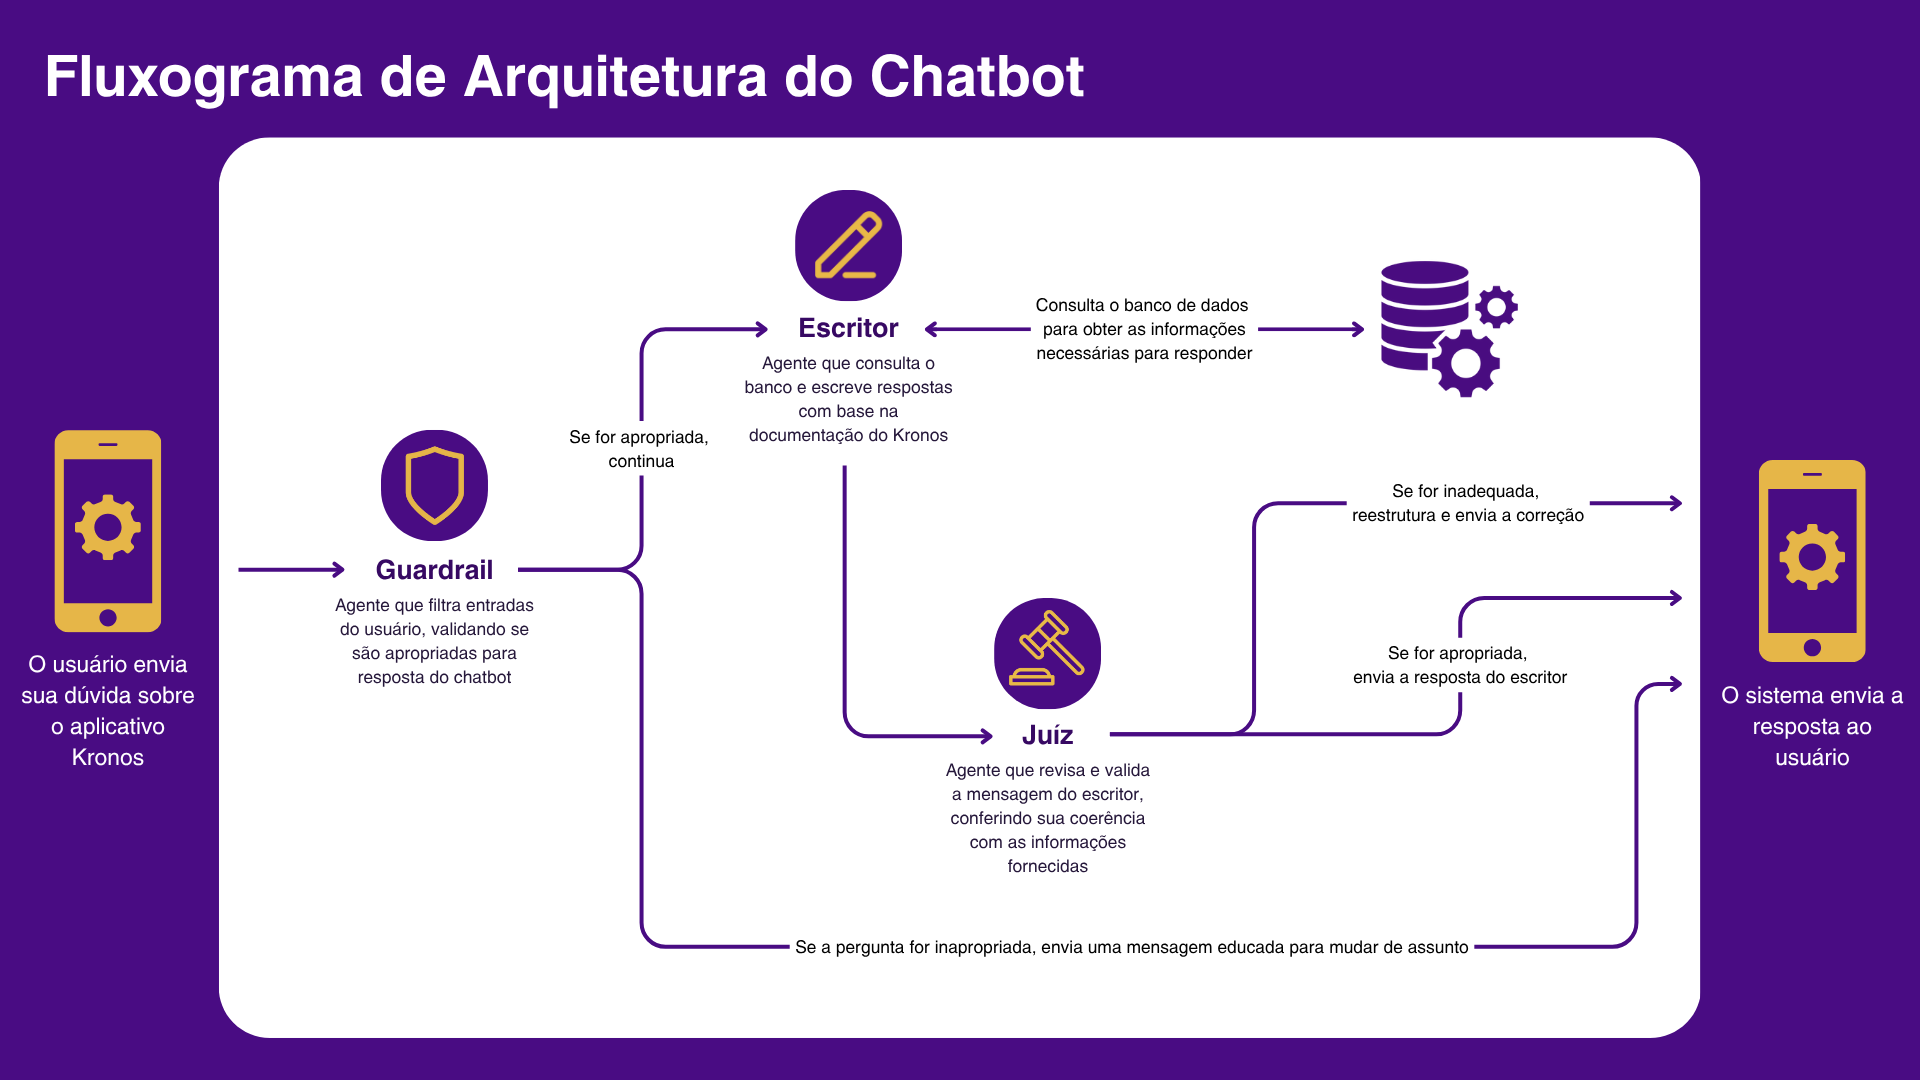 Fluxograma de Arquitetura do Chatbot
O usuário envia
sua dúvida sobre
o aplicativo
Kronos
Guardrail
Agente que filtra entradas
do usuário, validando se
são apropriadas para
resposta do chatbot
Se for apropriada,
continua
Escritor
Agente que consulta o
banco e escreve respostas
com base na
documentação do Kronos
Consulta o banco de dados
para obter as informações
necessárias para responder
Juíz
Agente que revisa e valida
a mensagem do escritor,
conferindo sua coerência
com as informações
fornecidas
Se for inadequada,
reestrutura e envia a correção
Se for apropriada,
envia a resposta do escritor
Se a pergunta for inapropriada, envia uma mensagem educada para mudar de assunto
O sistema envia a
resposta ao
usuário